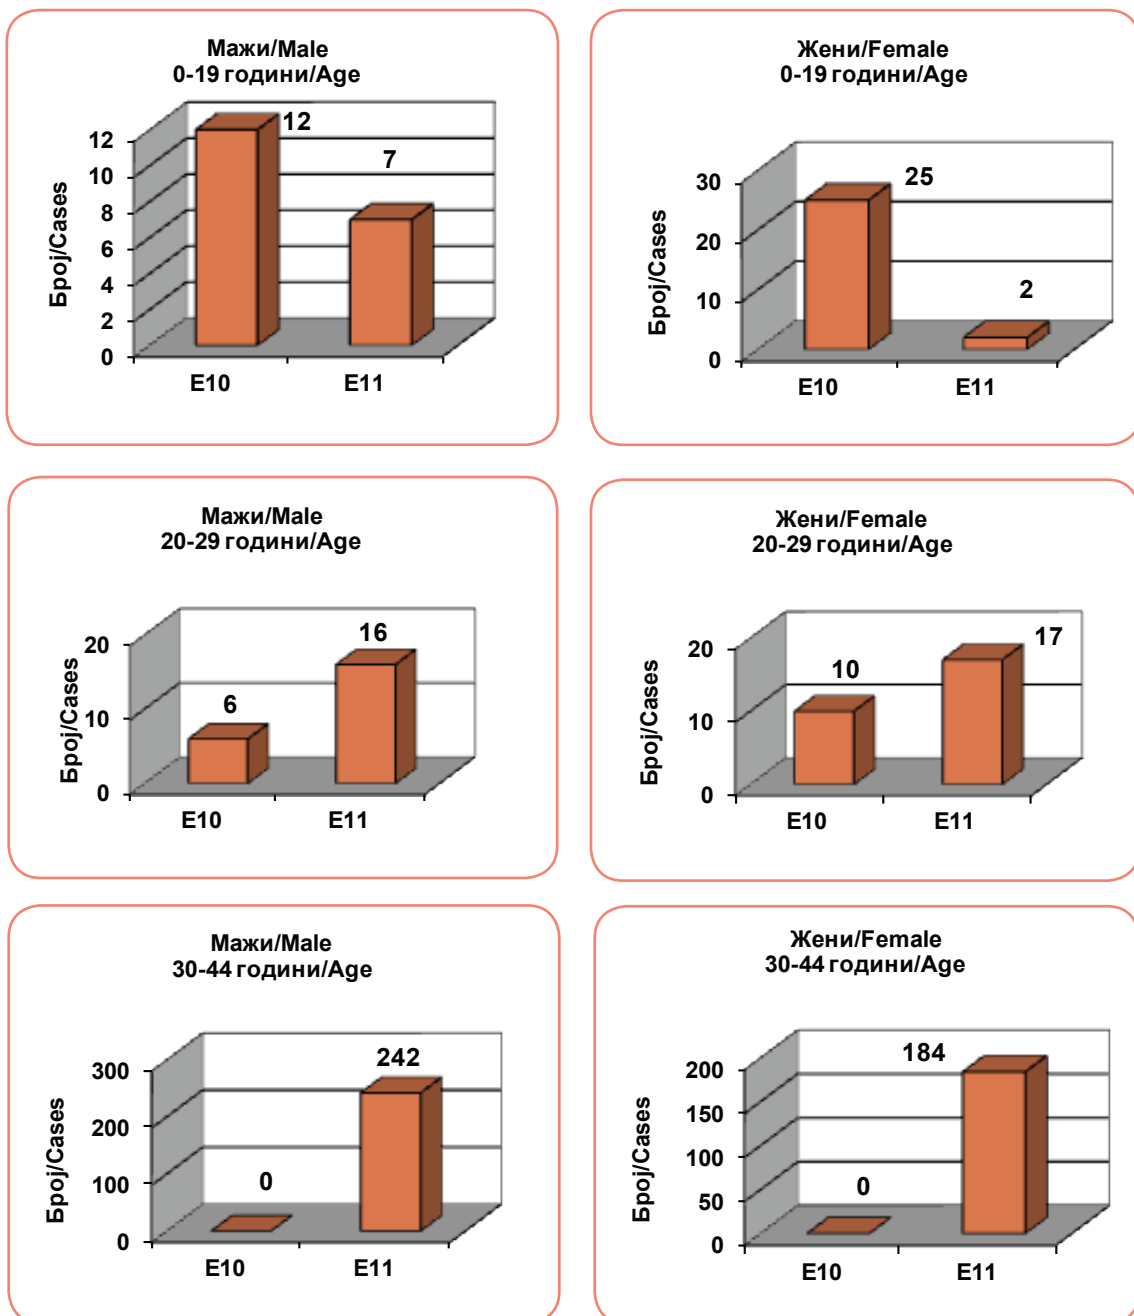 Мажи/Male
0-19 години/Age
Број/Cases
12
10
8
6
4
2
0
12
7
E10
E11
Жени/Female
0-19 години/Age
Број/Cases
30
20
10
0
25
2
E10
E11
Мажи/Male
20-29 години/Age
Број/Cases
20
10
0
6
16
E10
E11
Жени/Female
20-29 години/Age
Број/Cases
20
10
0
10
17
E10
E11
Мажи/Male
30-44 години/Age
Број/Cases
300
200
100
0
0
242
E10
E11
Жени/Female
30-44 години/Age
Број/Cases
200
150
100
50
0
0
184
E10
E11